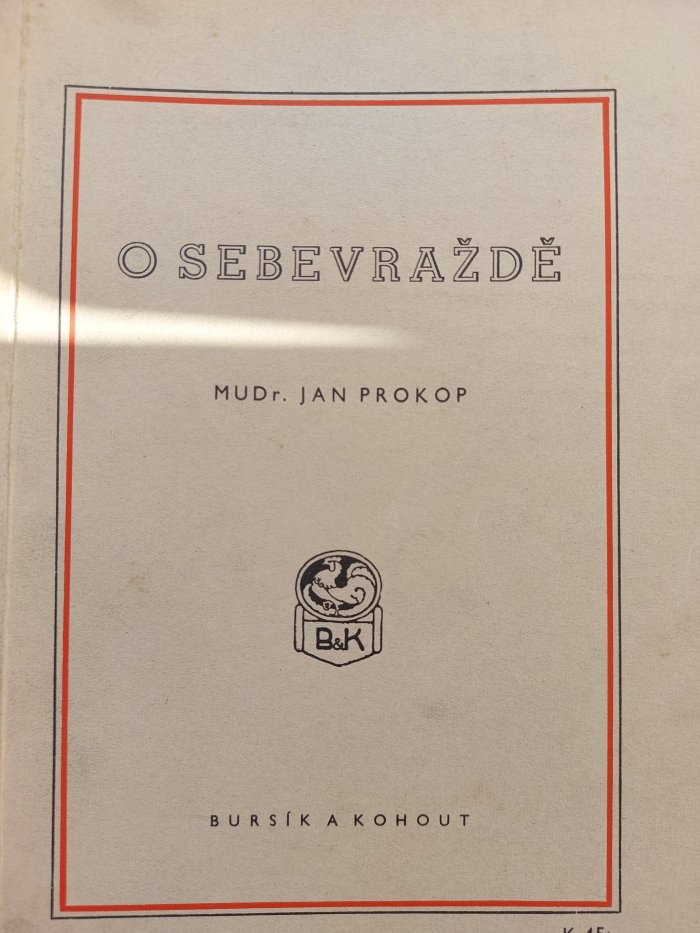 O SEBEVRAŽDĚ
MUDr. JAN PROKOP
B&K
BURSÍK A KOHOUT